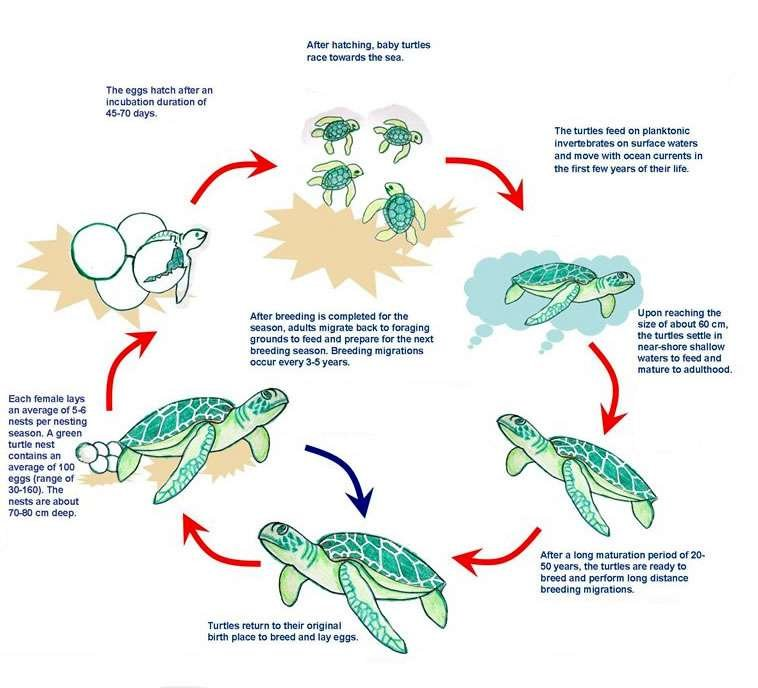 After hatching, baby turtles
race towards the sea.
The eggs hatch after an
incubation duration of
45-70 days.
The turtles feed on planktonic
invertebrates on surface waters
and move with ocean currents in
the first few years of their life.
Upon reaching the
size of about 60 cm,
the turtles settle in
near-shore shallow
waters to feed and
mature to adulthood.
After breeding is completed for the
season, adults migrate back to foraging
grounds to feed and prepare for the next
breeding season. Breeding migrations
occur every 3-5 years.
Each female lays
an average of 5-6
nests per nesting
season. A green
turtle nest
contains an
average of 100
eggs (range of
30-160). The
nests are about
70-80 cm deep.
After a long maturation period of 20-
50 years, the turtles are ready to
breed and perform long distance
breeding migrations.
Turtles return to their original
birth place to breed and lay eggs.